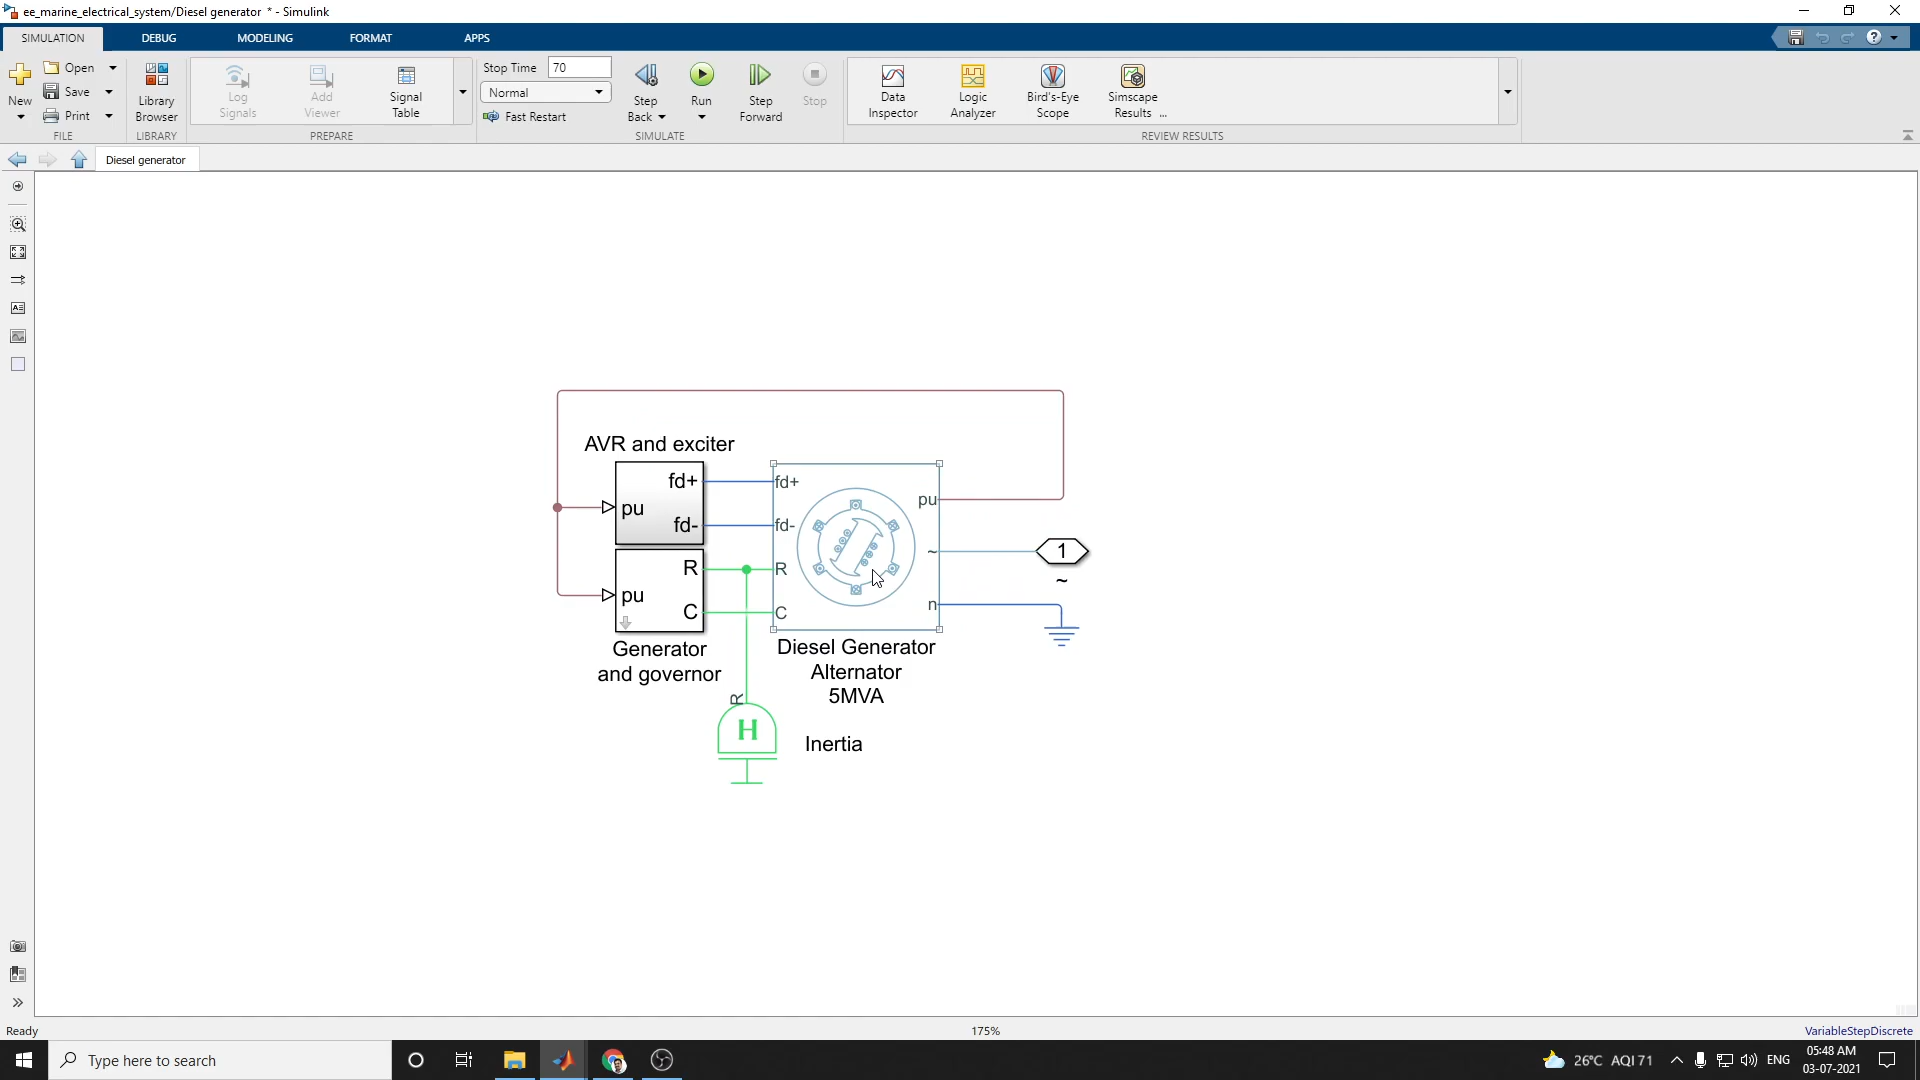 ee_marine_electrical_system/Diesel generator * - Simulink
SIMULATION
DEBUG
MODELING
FORMAT
APPS
New
Open
Save
Print
FILE
Library
Browser
LIBRARY
Log
Signals
Add
Viewer
Signal
Table
PREPARE
Stop Time 70
Normal
Fast Restart
Step
Back
Run
Step
Forward
Stop
SIMULATE
Data
Inspector
Logic
Analyzer
Bird's-Eye
Scope
Simscape
Results ...
REVIEW RESULTS
Diesel generator
AVR and exciter
fd+
pu
fd-
R
pu
C
Generator
and governor
fd+
fd-
R
C
pu
~
n
Diesel Generator
Alternator
5MVA
1
~
R
H
Inertia
Ready
175%
VariableStepDiscrete
Type here to search
26°C AQI 71
ENG
05:48 AM
03-07-2021